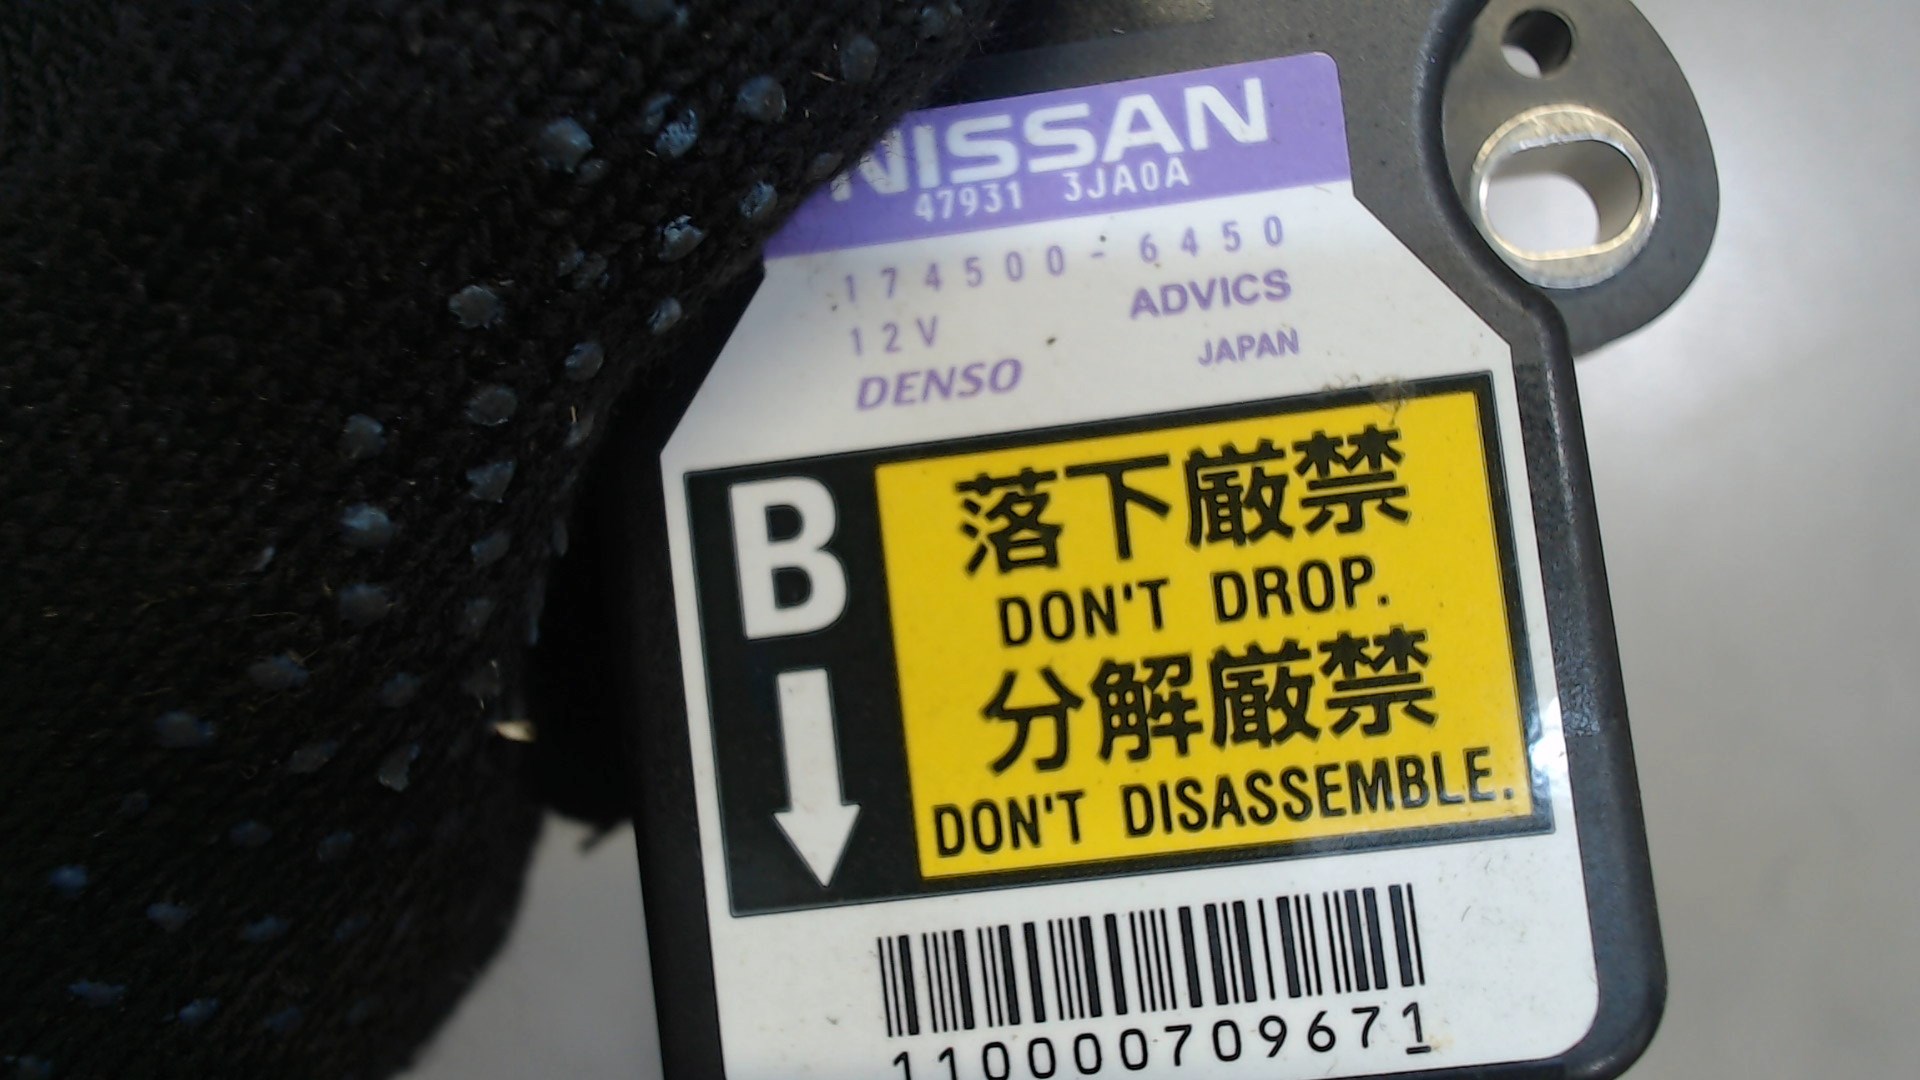 NISSAN
47931 3JA0A
174500-6450
12V ADVICS
DENSO JAPAN
B
落下厳禁
DON'T DROP.
分解厳禁
DON'T DISASSEMBLE.
110000709671